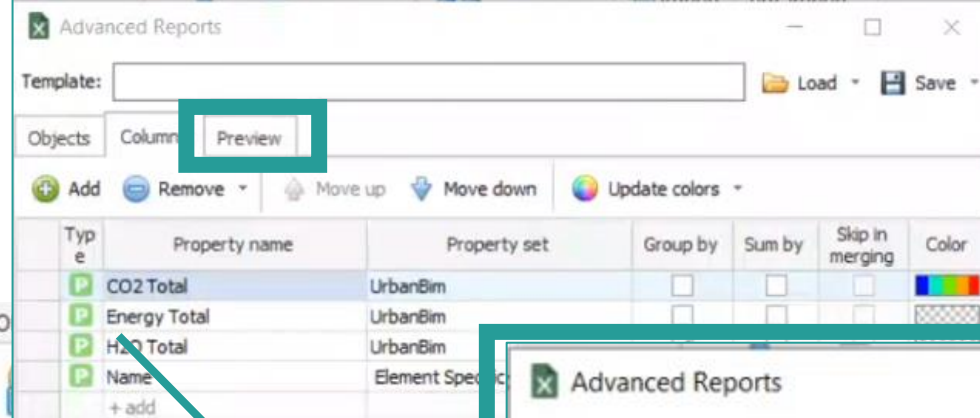 Advanced Reports
Template:
Load Save
Objects Column Preview
Add Remove Move up Move down Update colors
Typ
e
Property name Property set Group by Sum by Skip in
merging Color
P CO2 Total UrbanBim
P Energy Total UrbanBim
P H2O Total UrbanBim
P Name Element
+ add
Advanced Reports